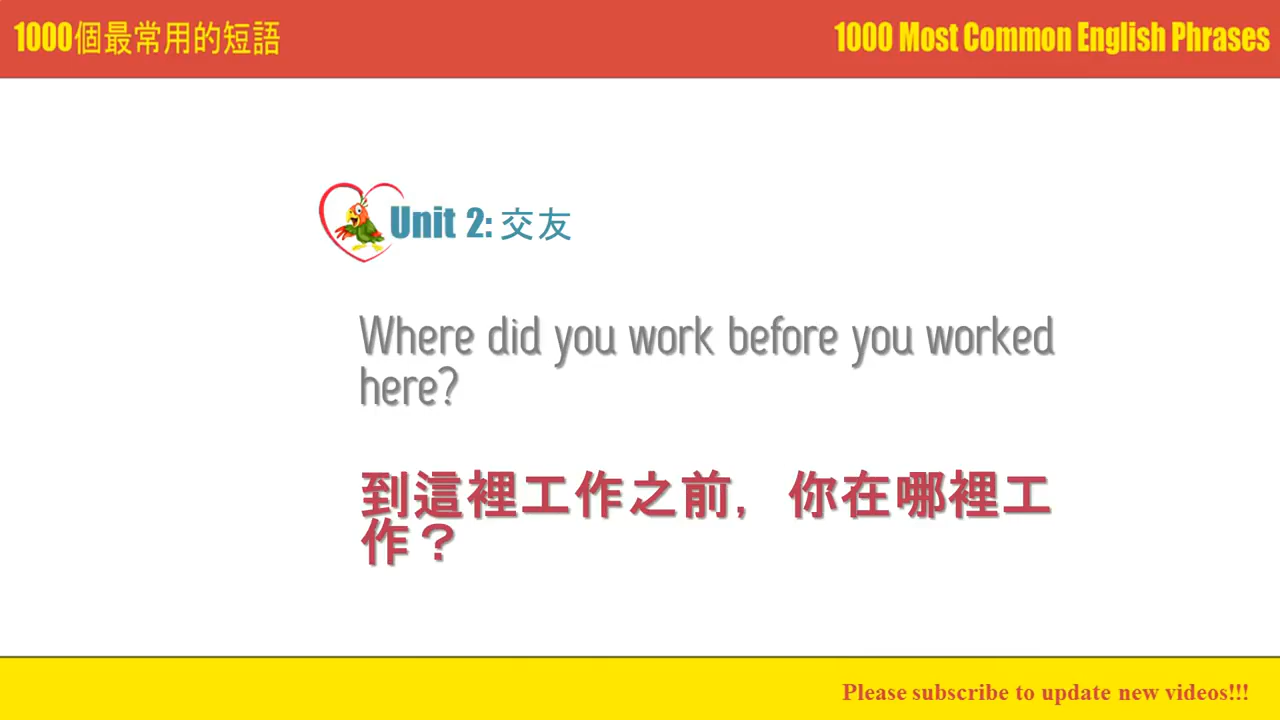 1000個最常用的短語
1000 Most Common English Phrases
Unit 2: 交友
Where did you work before you worked
here?
到這裡工作之前，你在哪裡工
作？
Please subscribe to update new videos!!!